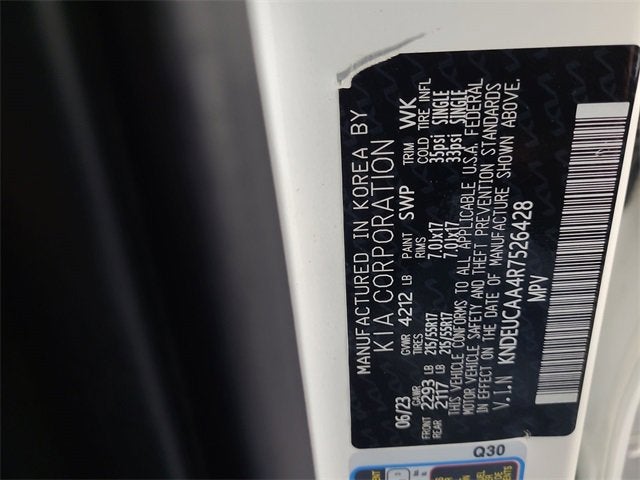 MANUFACTURED IN KOREA BY
KIA CORPORATION
06/23 GVWR 4212 LB PAINT SWP TRIM WK
GAWR TIRES RIMS COLD TIRE INFL
FRONT 2293 LB 215/55R17 7.0Jx17 35psi SINGLE
REAR 2117 LB 215/55R17 7.0Jx17 33psi SINGLE
THIS VEHICLE CONFORMS TO ALL APPLICABLE U.S.A. FEDERAL
MOTOR VEHICLE SAFETY AND THEFT PREVENTION STANDARDS
IN EFFECT ON THE DATE OF MANUFACTURE SHOWN ABOVE.
V.I.N KNDEUCAA4R7526428
MPV
Q30